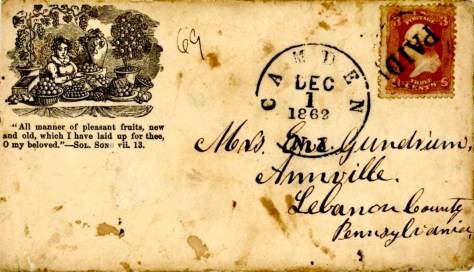 69
CAMDEN
DEC
1
1862
N.J.
POSTAGE
PAID
THREE
CENTS
"All manner of pleasant fruits, new
and old, which I have laid up for thee,
O my beloved."—SOL. SONG vii. 13.
Mrs. Gundrum,
Annville.
Lebanon County
Pennsylvania